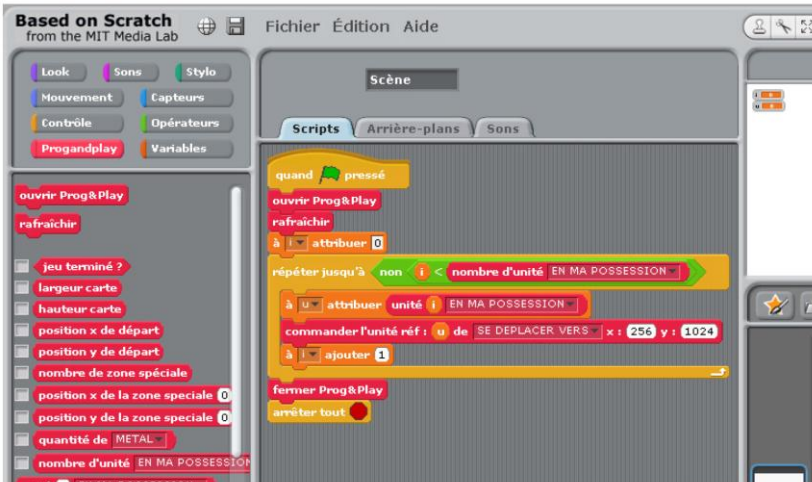 Based on Scratch
from the MIT Media Lab
Fichier Édition Aide
Look Sons Stylo
Mouvement Capteurs
Contrôle Opérateurs
Progandplay Variables
ouvrir Prog&Play
rafraîchir
jeu terminé ?
largeur carte
hauteur carte
position x de départ
position y de départ
nombre de zone spéciale
position x de la zone speciale 0
position y de la zone speciale 0
quantité de METAL
nombre d'unité EN MA POSSESSION
Scène
Scripts Arrière-plans Sons
quand pressé
ouvrir Prog&Play
rafraîchir
à i attribuer 0
répéter jusqu'à non i < nombre d'unité EN MA POSSESSION
à u attribuer unité i EN MA POSSESSION
commander l'unité réf : u de SE DEPLACER VERS x : 256 y : 1024
à i ajouter 1
fermer Prog&Play
arrêter tout
i
u